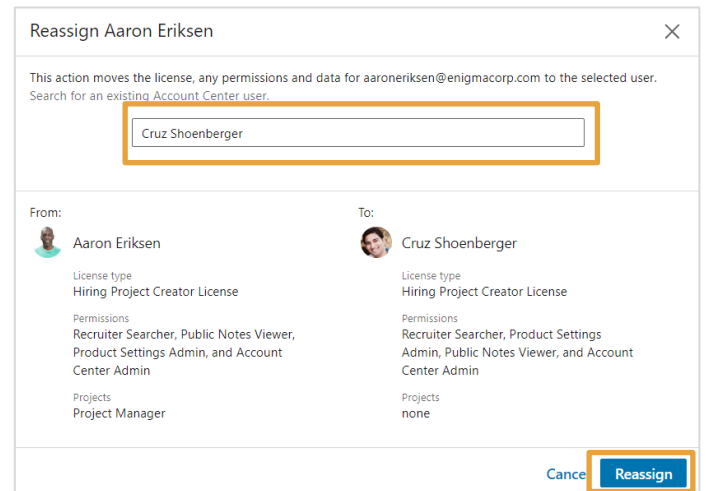 Reassign Aaron Eriksen
This action moves the license, any permissions and data for aaroneriksen@enigmacorp.com to the selected user.
Search for an existing Account Center user.
Cruz Shoenberger
From:
Aaron Eriksen
License type
Hiring Project Creator License
Permissions
Recruiter Searcher, Public Notes Viewer,
Product Settings Admin, and Account
Center Admin
Projects
Project Manager
To:
Cruz Shoenberger
License type
Hiring Project Creator License
Permissions
Recruiter Searcher, Product Settings
Admin, Public Notes Viewer, and Account
Center Admin
Projects
none
Cance
Reassign